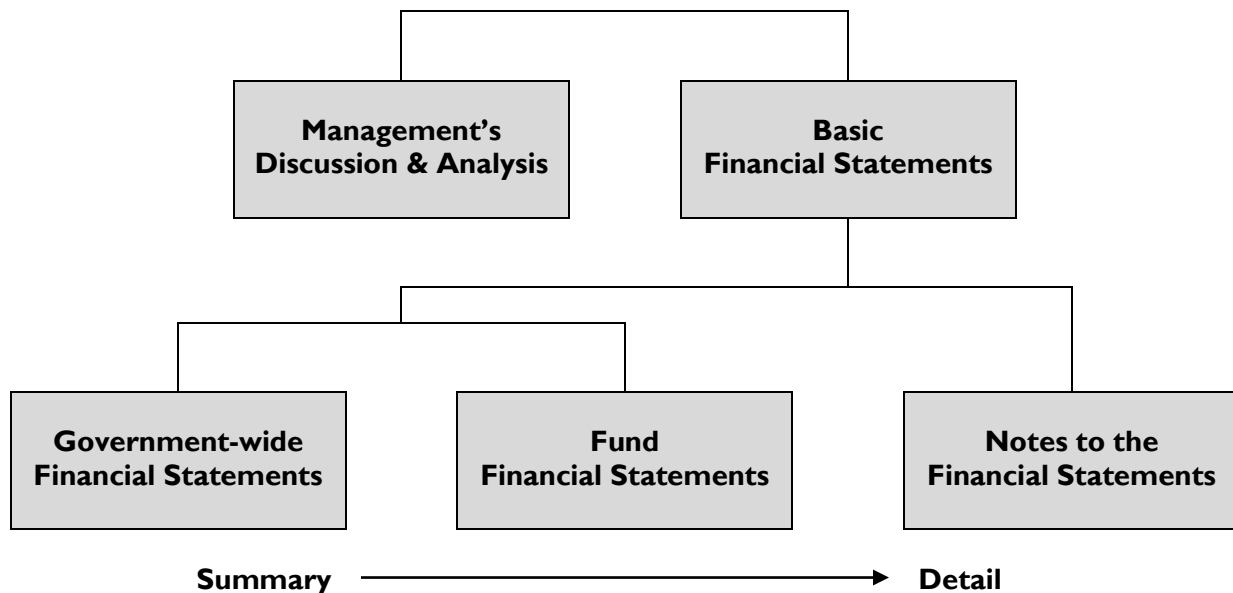 Management’s
Discussion & Analysis
Basic
Financial Statements
Government-wide
Financial Statements
Fund
Financial Statements
Notes to the
Financial Statements
Summary
Detail